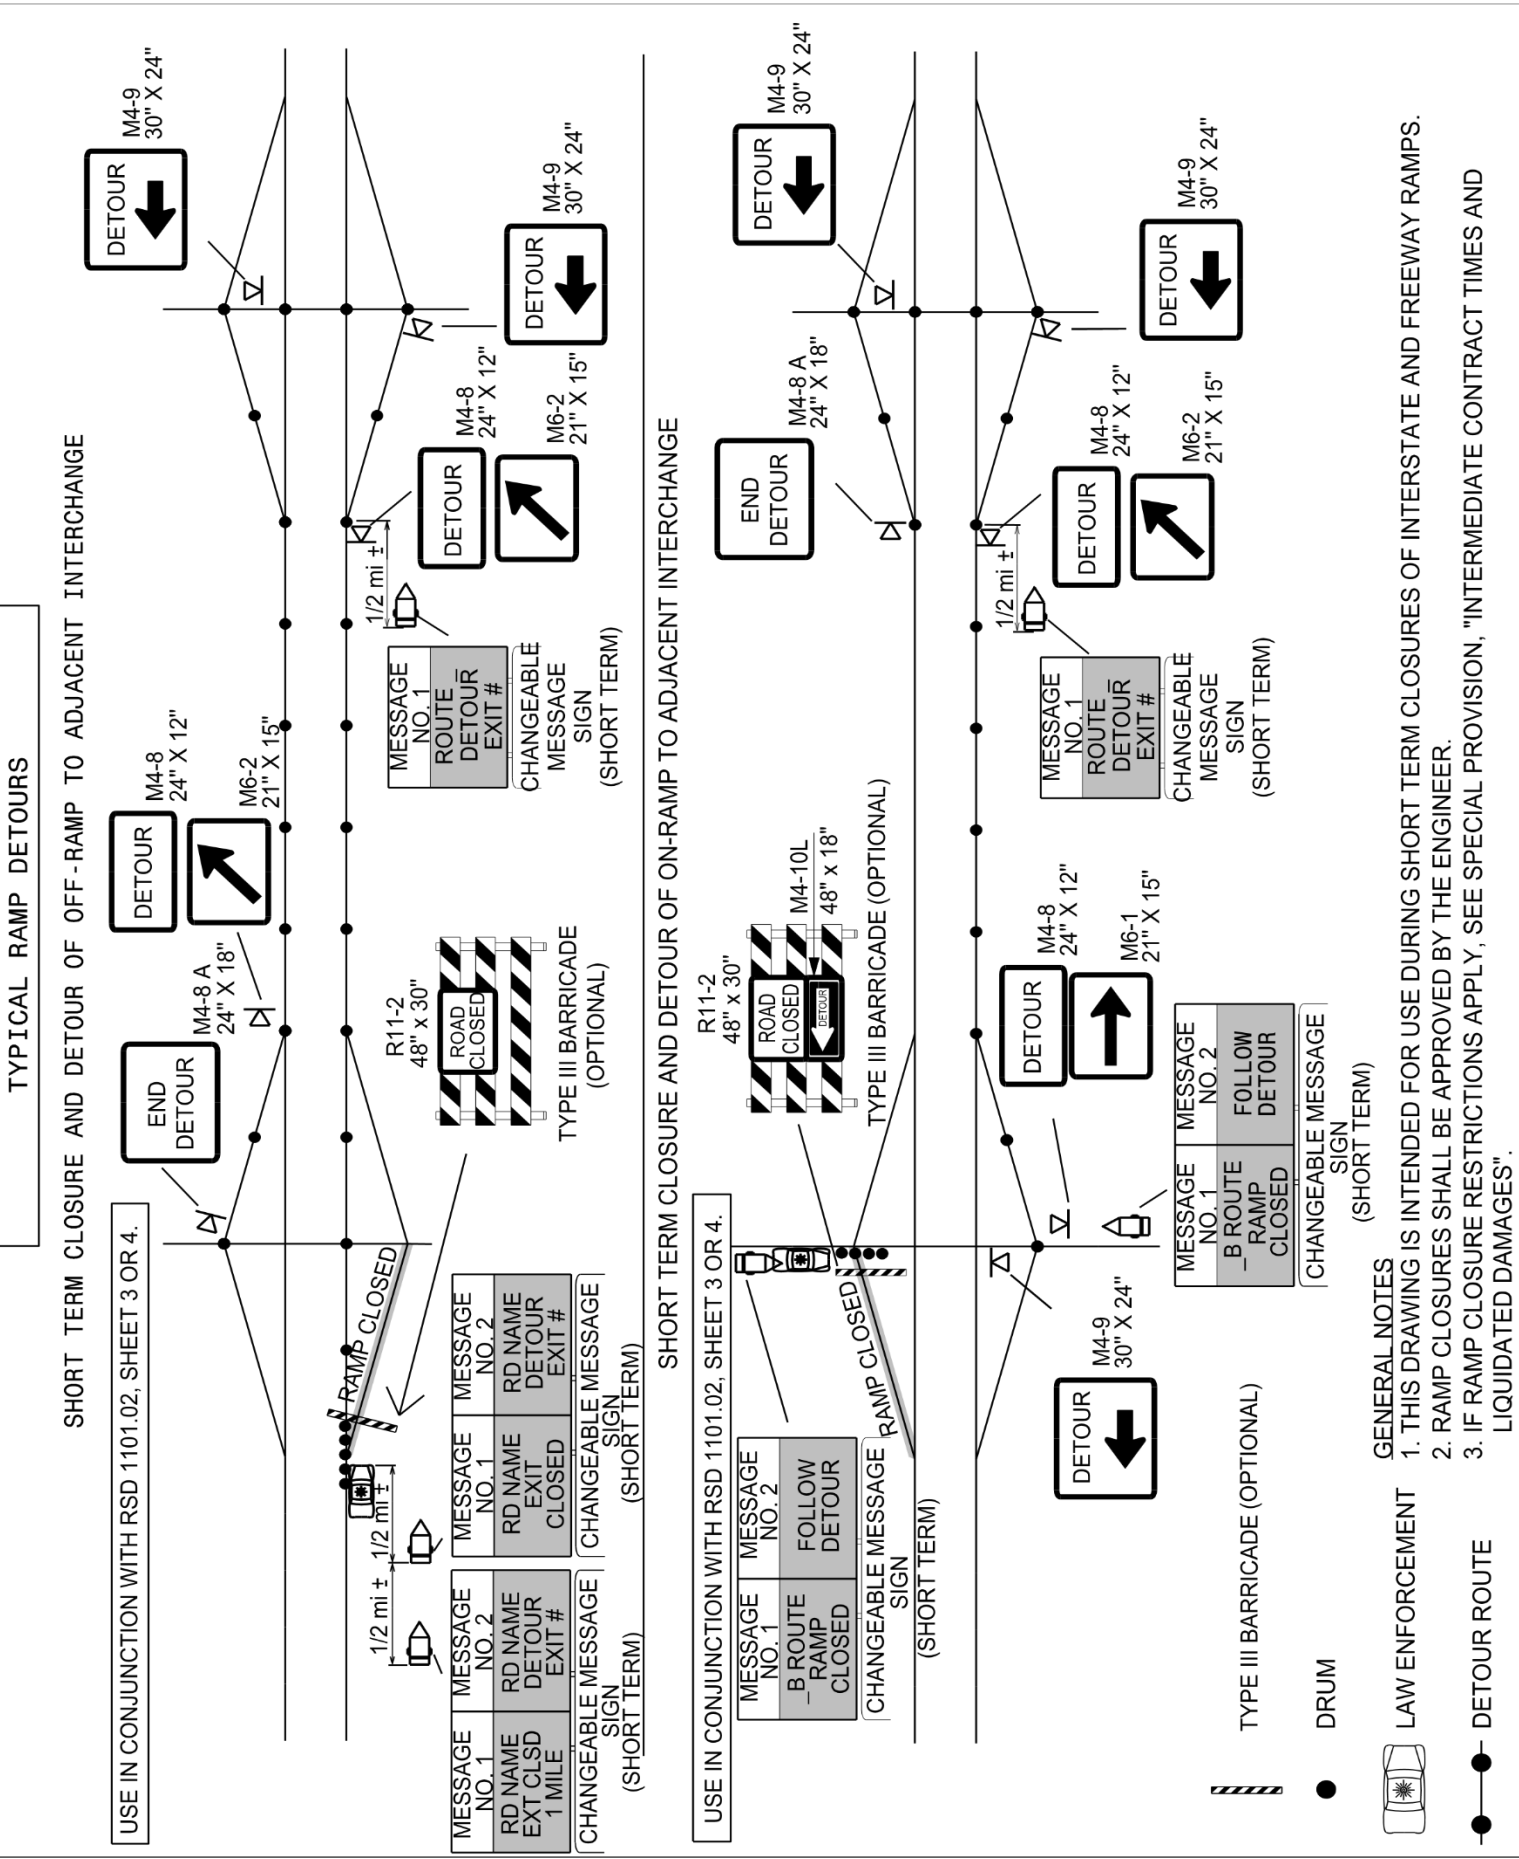 TYPICAL RAMP DETOURS
SHORT TERM CLOSURE AND DETOUR OF OFF-RAMP TO ADJACENT INTERCHANGE
USE IN CONJUNCTION WITH RSD 1101.02, SHEET 3 OR 4.
END
DETOUR
M4-8 A
24" X 18"
DETOUR
M4-8
24" X 12"
M6-2
21" X 15"
DETOUR
M4-9
30" X 24"
RAMP CLOSED
1/2 mi ±
1/2 mi ±
MESSAGE
NO. 1
RD NAME
EXT CLSD
1 MILE
MESSAGE
NO. 2
RD NAME
DETOUR
EXIT #
CHANGEABLE MESSAGE
SIGN
(SHORT TERM)
MESSAGE
NO. 1
RD NAME
EXIT
CLOSED
MESSAGE
NO. 2
RD NAME
DETOUR
EXIT #
CHANGEABLE MESSAGE
SIGN
(SHORT TERM)
R11-2
48" x 30"
ROAD
CLOSED
TYPE III BARRICADE
(OPTIONAL)
1/2 mi ±
MESSAGE
NO. 1
ROUTE
DETOUR
EXIT #
CHANGEABLE
MESSAGE
SIGN
(SHORT TERM)
DETOUR
M4-8
24" X 12"
M6-2
21" X 15"
DETOUR
M4-9
30" X 24"
SHORT TERM CLOSURE AND DETOUR OF ON-RAMP TO ADJACENT INTERCHANGE
USE IN CONJUNCTION WITH RSD 1101.02, SHEET 3 OR 4.
MESSAGE
NO. 1
_B ROUTE
RAMP
CLOSED
MESSAGE
NO. 2
FOLLOW
DETOUR
CHANGEABLE MESSAGE
SIGN
(SHORT TERM)
RAMP CLOSED
R11-2
48" x 30"
ROAD
CLOSED
DETOUR
M4-10L
48" x 18"
TYPE III BARRICADE (OPTIONAL)
END
DETOUR
M4-8 A
24" X 18"
DETOUR
M4-9
30" X 24"
DETOUR
M4-9
30" X 24"
MESSAGE
NO. 1
_B ROUTE
RAMP
CLOSED
MESSAGE
NO. 2
FOLLOW
DETOUR
CHANGEABLE MESSAGE
SIGN
(SHORT TERM)
DETOUR
M4-8
24" X 12"
M6-1
21" X 15"
1/2 mi ±
MESSAGE
NO. 1
ROUTE_
DETOUR
EXIT #
CHANGEABLE
MESSAGE
SIGN
(SHORT TERM)
DETOUR
M4-8
24" X 12"
M6-2
21" X 15"
DETOUR
M4-9
30" X 24"
TYPE III BARRICADE (OPTIONAL)
DRUM
LAW ENFORCEMENT
DETOUR ROUTE
GENERAL NOTES
1. THIS DRAWING IS INTENDED FOR USE DURING SHORT TERM CLOSURES OF INTERSTATE AND FREEWAY RAMPS.
2. RAMP CLOSURES SHALL BE APPROVED BY THE ENGINEER.
3. IF RAMP CLOSURE RESTRICTIONS APPLY, SEE SPECIAL PROVISION, "INTERMEDIATE CONTRACT TIMES AND
LIQUIDATED DAMAGES".